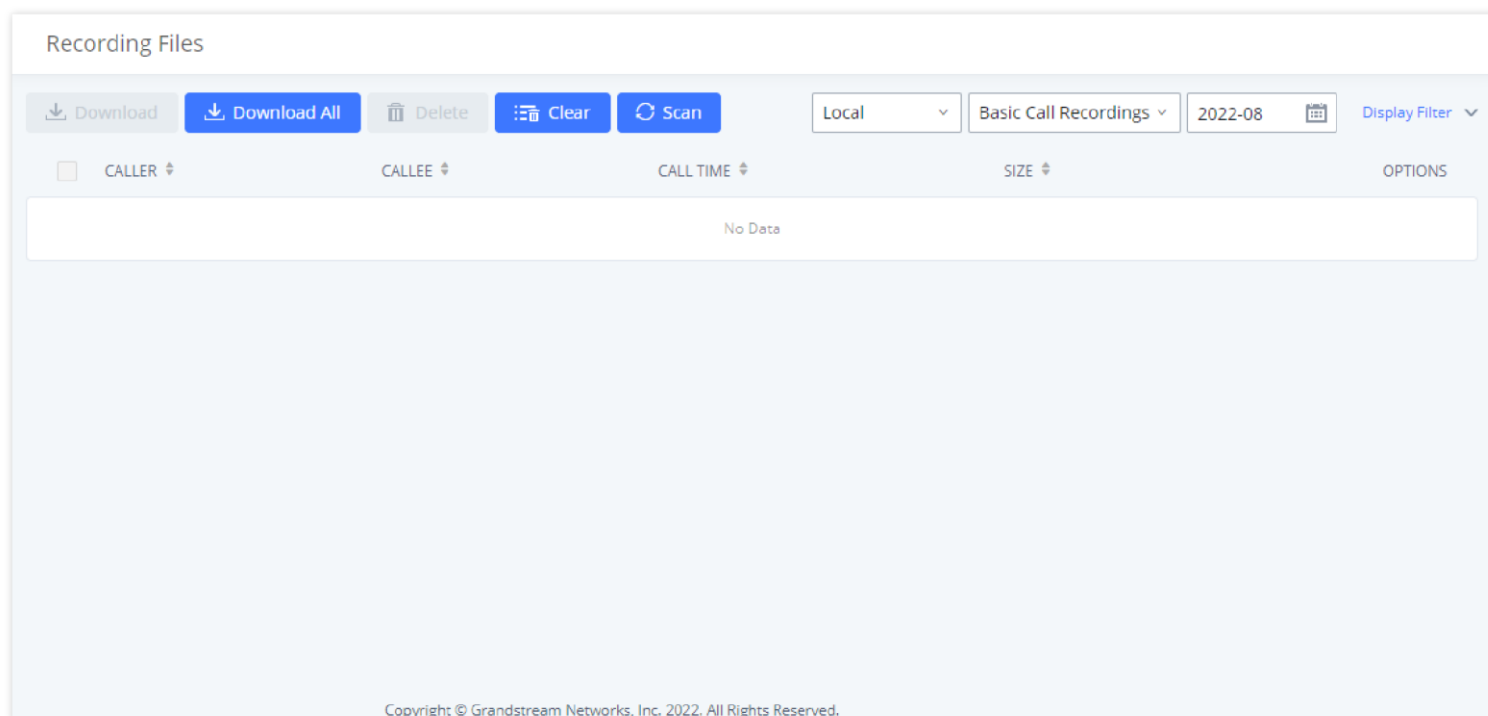 Recording Files
Download Download All Delete Clear Scan Local Basic Call Recordings 2022-08 Display Filter
CALLER CALLEE CALL TIME SIZE OPTIONS
No Data
Copyright © Grandstream Networks, Inc. 2022. All Rights Reserved.